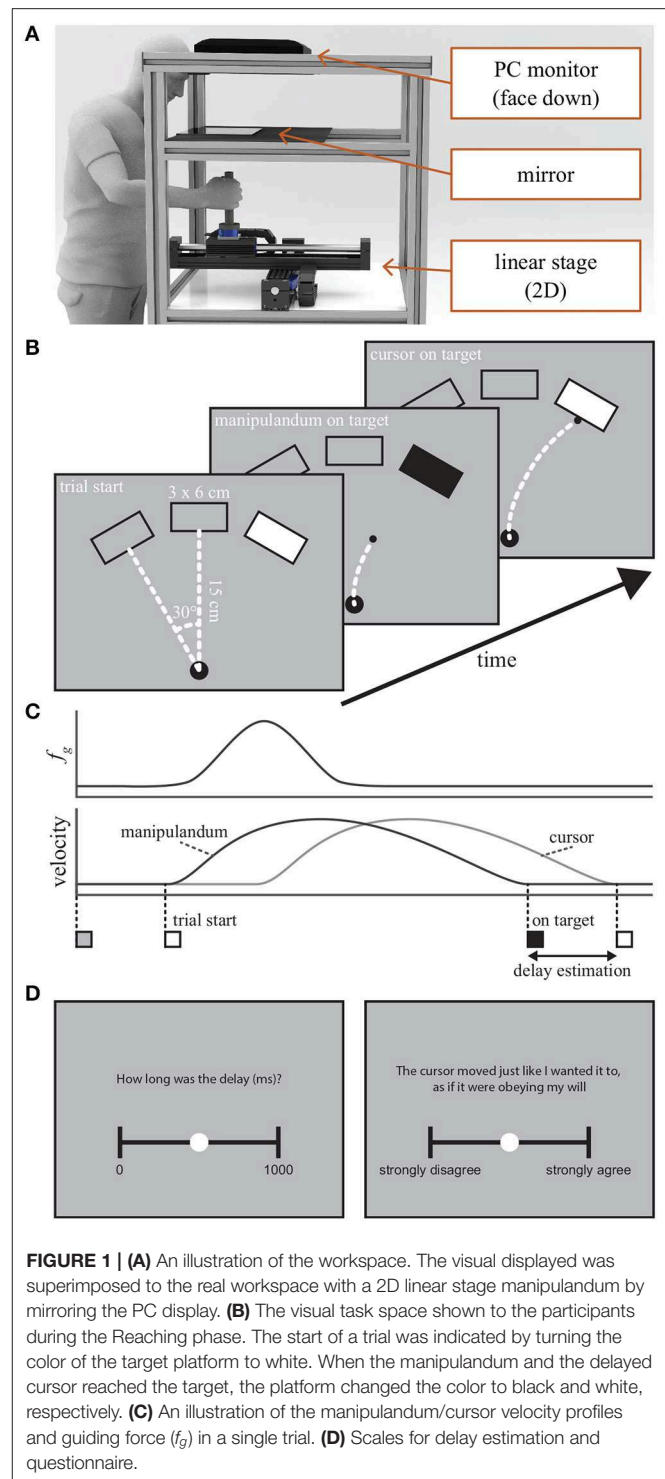 A
PC monitor
(face down)
mirror
linear stage
(2D)
B
cursor on target
manipulandum on target
trial start
3 x 6 cm
15 cm
30°
time
C
fg
velocity
manipulandum
cursor
trial start
on target
delay estimation
D
How long was the delay (ms)?
0
1000
The cursor moved just like I wanted it to,
as if it were obeying my will
strongly disagree
strongly agree
FIGURE 1 | (A) An illustration of the workspace. The visual displayed was
superimposed to the real workspace with a 2D linear stage manipulandum by
mirroring the PC display. (B) The visual task space shown to the participants
during the Reaching phase. The start of a trial was indicated by turning the
color of the target platform to white. When the manipulandum and the delayed
cursor reached the target, the platform changed the color to black and white,
respectively. (C) An illustration of the manipulandum/cursor velocity profiles
and guiding force (fg) in a single trial. (D) Scales for delay estimation and
questionnaire.